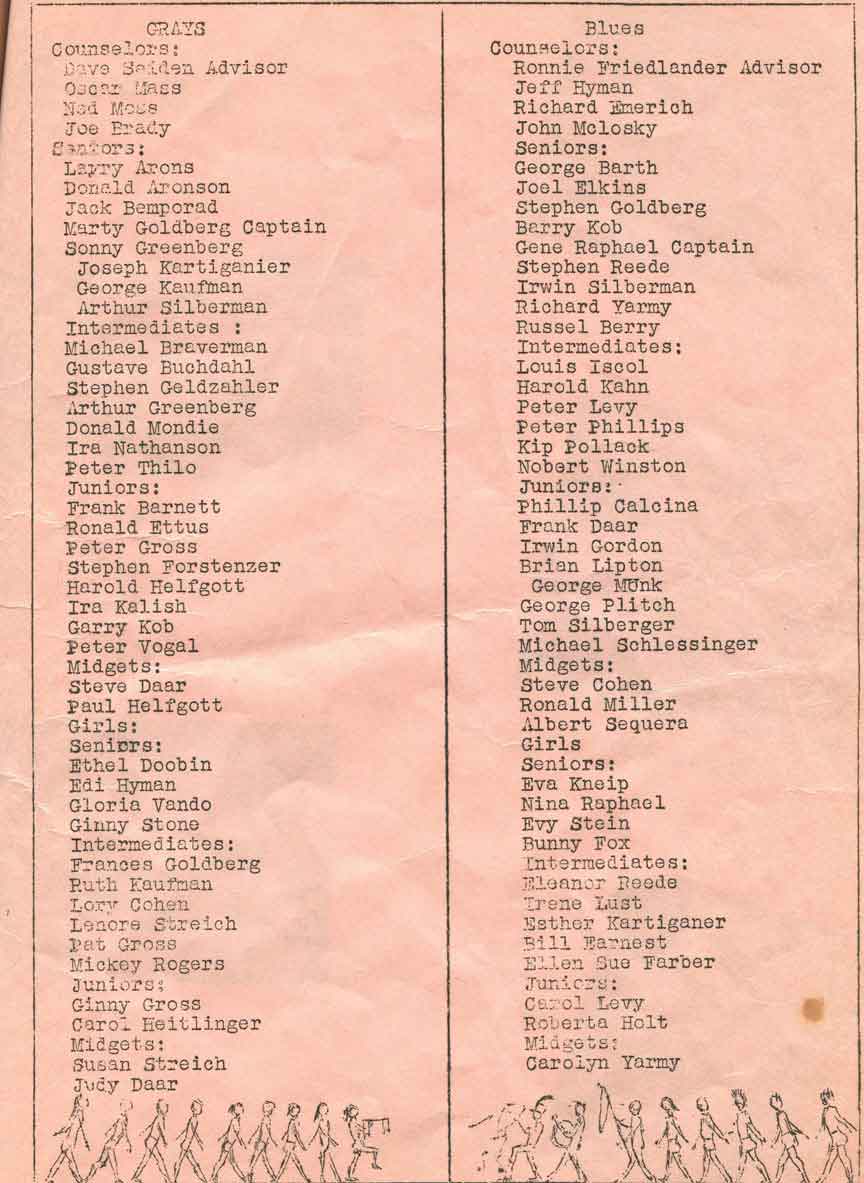 GRAYS
Counselors:
Dave Seiden Advisor
Oscar Mass
Ned Moss
Joe Brady
Seniors:
Larry Arons
Donald Aronson
Jack Bemporad
Marty Goldberg Captain
Sonny Greenberg
Joseph Kartiganier
George Kaufman
Arthur Silberman
Intermediates :
Michael Braverman
Gustave Buchdahl
Stephen Geldzahler
Arthur Greenberg
Donald Mondie
Ira Nathanson
Peter Thilo
Juniors:
Frank Barnett
Ronald Ettus
Peter Gross
Stephen Forstenzer
Harold Helfgott
Ira Kalish
Garry Kob
Peter Vogal
Midgets:
Steve Daar
Paul Helfgott
Girls:
Seniors:
Ethel Doobin
Edi Hyman
Gloria Vando
Ginny Stone
Intermediates:
Frances Goldberg
Ruth Kaufman
Lory Cohen
Lenore Streich
Pat Gross
Mickey Rogers
Juniors:
Ginny Gross
Carol Heitlinger
Midgets:
Susan Streich
Judy Daar
Blues
Counselors:
Ronnie Friedlander Advisor
Jeff Hyman
Richard Emerich
John Mclosky
Seniors:
George Barth
Joel Elkins
Stephen Goldberg
Barry Kob
Gene Raphael Captain
Stephen Reede
Irwin Silberman
Richard Yarmy
Russel Berry
Intermediates:
Louis Iscol
Harold Kahn
Peter Levy
Peter Phillips
Kip Pollack
Nobert Winston
Juniors:
Phillip Calcina
Frank Daar
Irwin Gordon
Brian Lipton
George Munk
George Plitch
Tom Silberger
Michael Schlessinger
Midgets:
Steve Cohen
Ronald Miller
Albert Sequera
Girls
Seniors:
Eva Kneip
Nina Raphael
Evy Stein
Bunny Fox
Intermediates:
Eleanor Reede
Irene Lust
Esther Kartiganer
Bill Earnest
Ellen Sue Farber
Juniors:
Carol Levy
Roberta Holt
Midgets:
Carolyn Yarmy